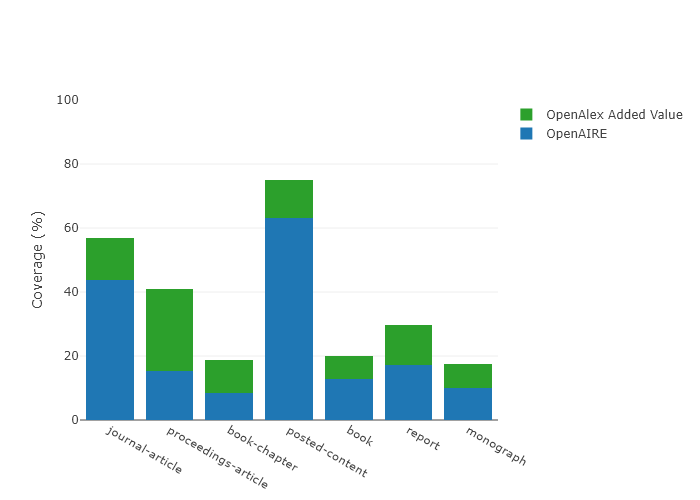 100
80
60
40
20
0
Coverage (%)
journal-article
proceedings-article
book-chapter
posted-content
book
report
monograph
OpenAlex Added Value
OpenAIRE